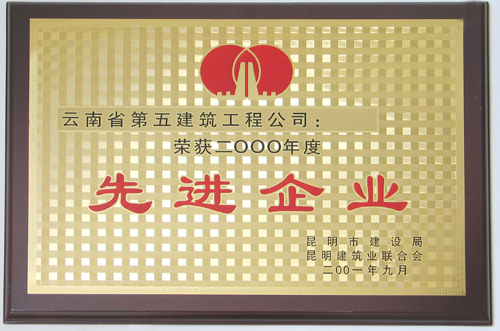 云南省第五建筑工程公司：
荣获二OOO年度
先进企业
昆明市建设局
昆明建筑业联合会
二00一年九月